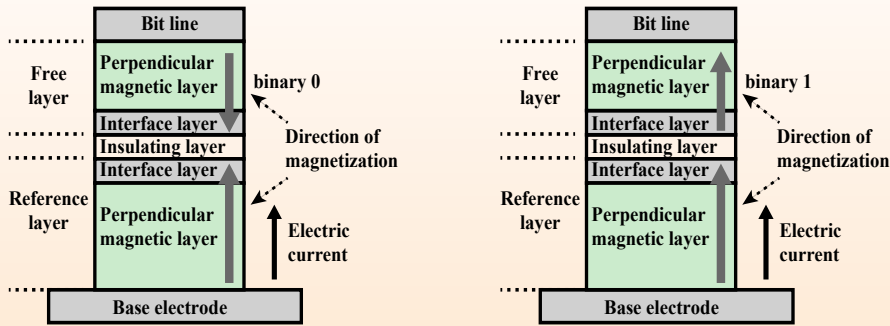 Bit line
Free
layer
Perpendicular
magnetic layer
binary 0
Interface layer
Insulating layer
Direction of
magnetization
Interface layer
Reference
layer
Perpendicular
magnetic layer
Electric
current
Base electrode
Bit line
Free
layer
Perpendicular
magnetic layer
binary 1
Interface layer
Insulating layer
Direction of
magnetization
Interface layer
Reference
layer
Perpendicular
magnetic layer
Electric
current
Base electrode